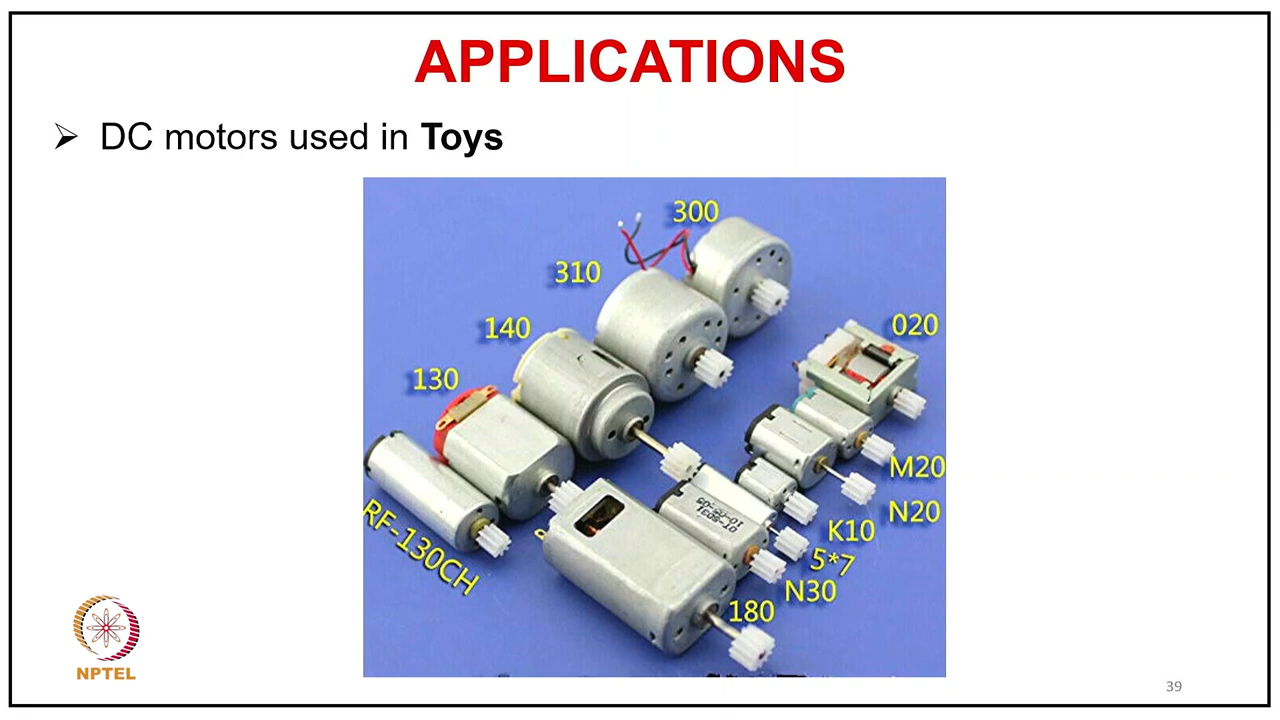 APPLICATIONS
➢ DC motors used in Toys
300
310
020
140
130
M20
N20
K10
RF-130CH
5*7
N30
180
NPTEL
39